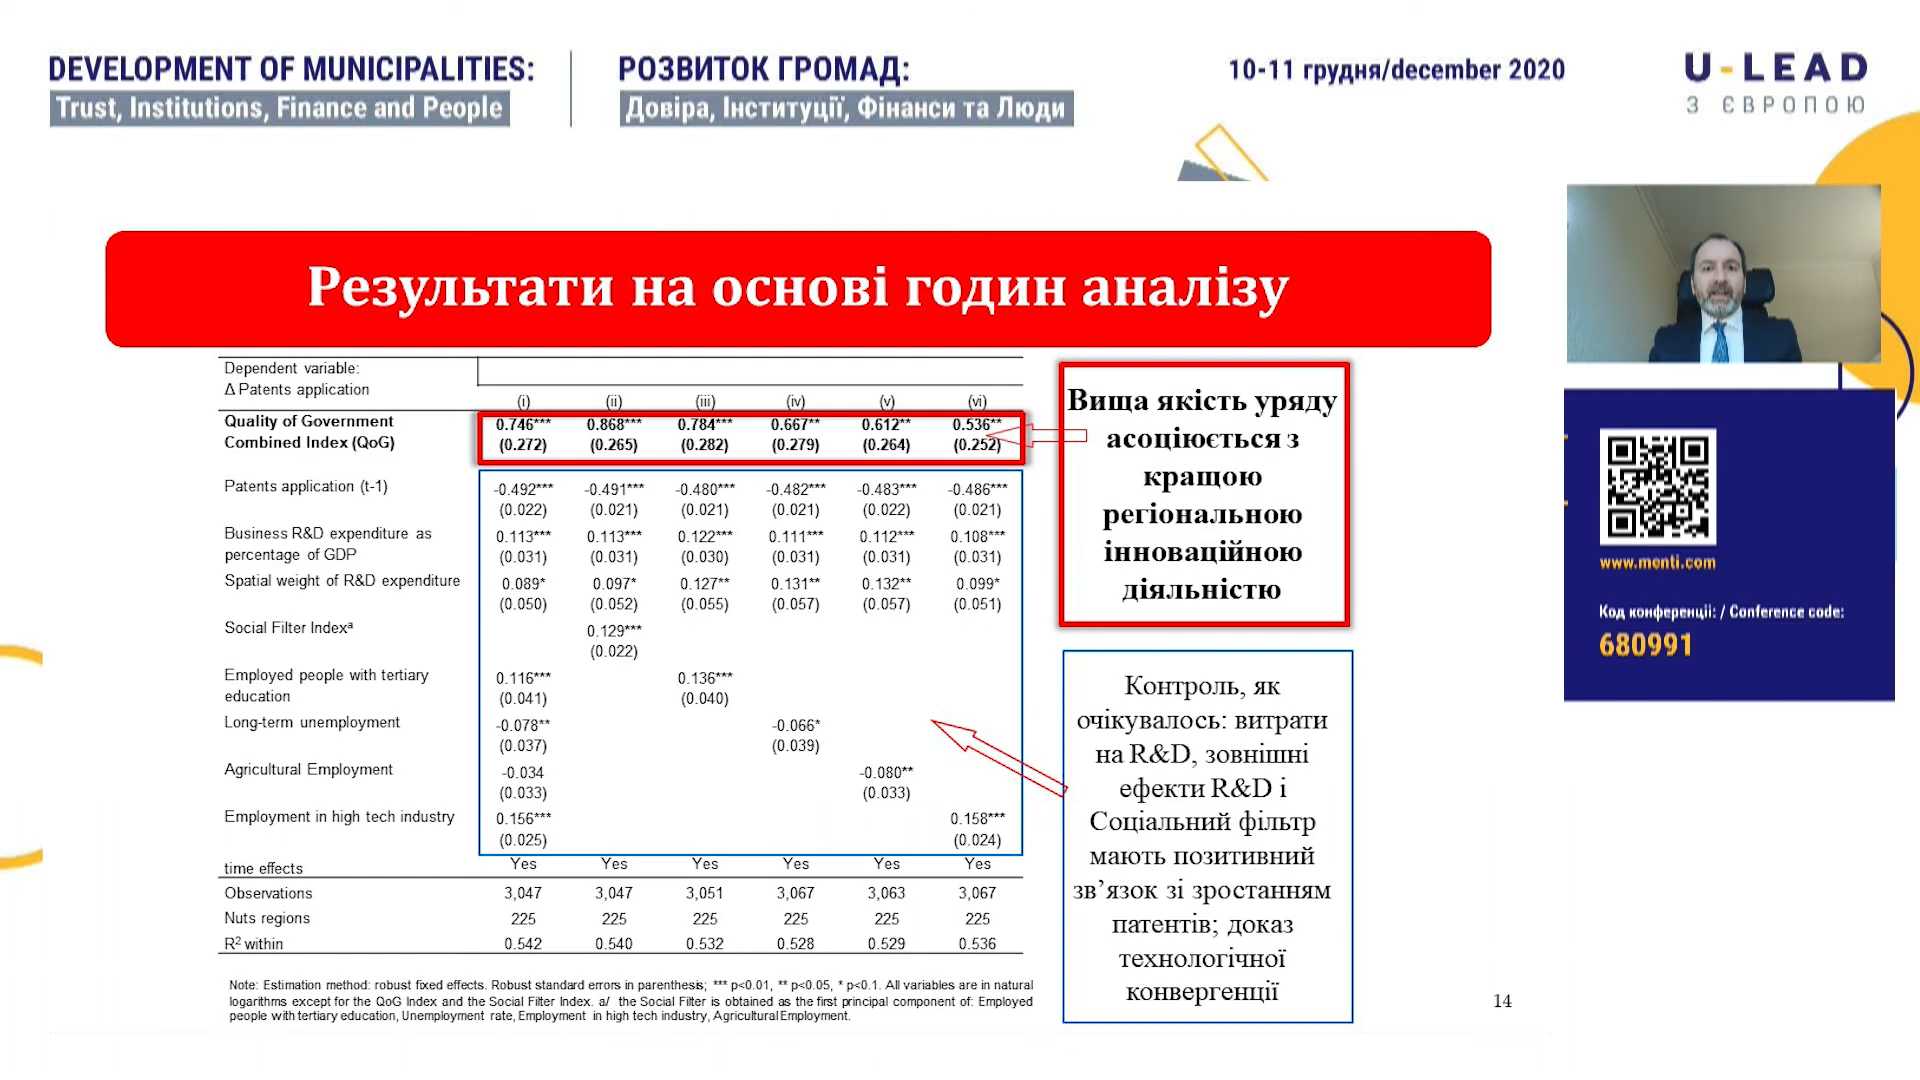 DEVELOPMENT OF MUNICIPALITIES:
Trust, Institutions, Finance and People
РОЗВИТОК ГРОМАД:
Довіра, Інституції, Фінанси та Люди
10-11 грудня/december 2020
U-LEAD
З ЄВРОПОЮ
Результати на основі годин аналізу
Dependent variable:
Δ Patents application
(i) (ii) (iii) (iv) (v) (vi)
Quality of Government 0.746*** 0.868*** 0.784*** 0.667** 0.612** 0.536**
Combined Index (QoG) (0.272) (0.265) (0.282) (0.279) (0.264) (0.252)
Patents application (t-1) -0.492*** -0.491*** -0.480*** -0.482*** -0.483*** -0.486***
(0.022) (0.021) (0.021) (0.021) (0.022) (0.021)
Business R&D expenditure as 0.113*** 0.113*** 0.122*** 0.111*** 0.112*** 0.108***
percentage of GDP (0.031) (0.031) (0.030) (0.031) (0.031) (0.031)
Spatial weight of R&D expenditure 0.089* 0.097* 0.127** 0.131** 0.132** 0.099*
(0.050) (0.052) (0.055) (0.057) (0.057) (0.051)
Social Filter Indexª 0.129***
(0.022)
Employed people with tertiary 0.116*** 0.136***
education (0.041) (0.040)
Long-term unemployment -0.078** -0.066*
(0.037) (0.039)
Agricultural Employment -0.034 -0.080**
(0.033) (0.033)
Employment in high tech industry 0.156*** 0.158***
(0.025) (0.024)
time effects Yes Yes Yes Yes Yes Yes
Observations 3,047 3,047 3,051 3,067 3,063 3,067
Nuts regions 225 225 225 225 225 225
R² within 0.542 0.540 0.532 0.528 0.529 0.536
Note: Estimation method: robust fixed effects. Robust standard errors in parenthesis; *** p<0.01, ** p<0.05, * p<0.1. All variables are in natural
logarithms except for the QoG Index and the Social Filter Index. a/ the Social Filter is obtained as the first principal component of: Employed
people with tertiary education, Unemployment rate, Employment in high tech industry, Agricultural Employment.
Вища якість уряду
асоціюється з
кращою
регіональною
інноваційною
діяльністю
Контроль, як
очікувалось: витрати
на R&D, зовнішні
ефекти R&D і
Соціальний фільтр
мають позитивний
зв’язок зі зростанням
патентів; доказ
технологічної
конвергенції
14
www.menti.com
Код конференції: / Conference code:
680991